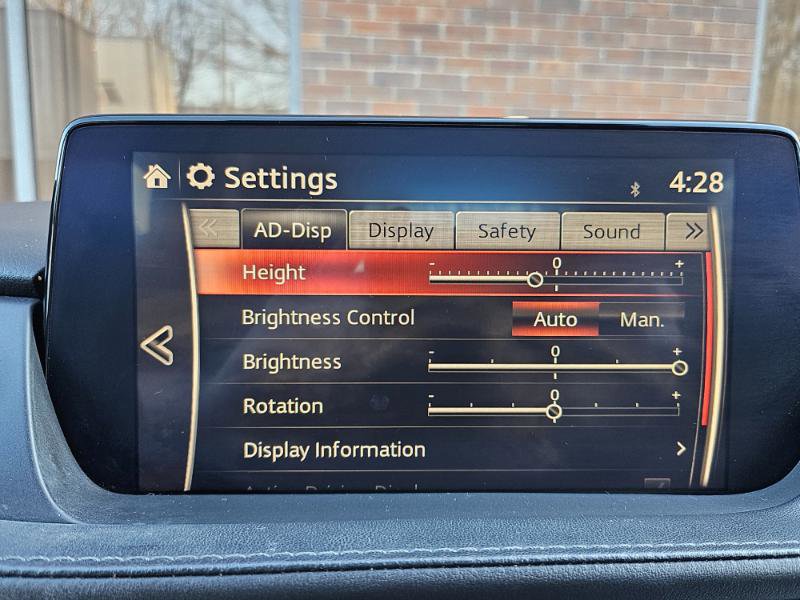 Settings 4:28
AD-Disp Display Safety Sound
Height - 0 +
Brightness Control Auto Man.
Brightness - 0 +
Rotation - 0 +
Display Information